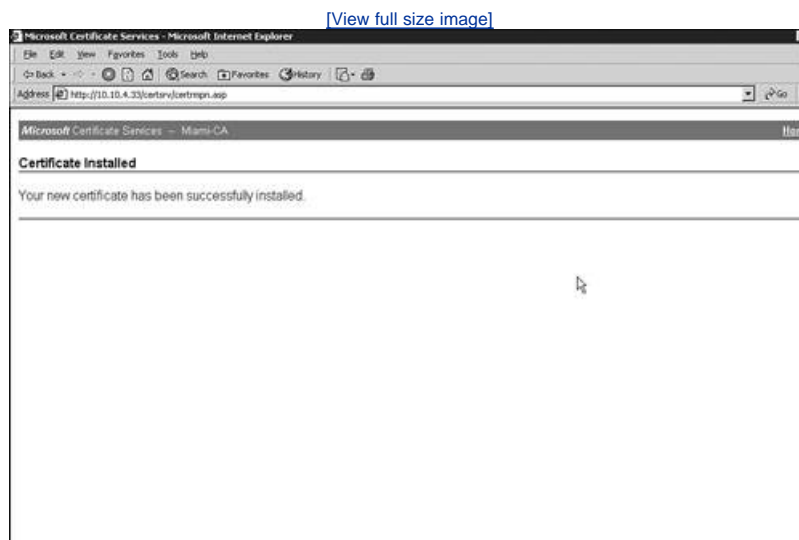 [View full size image]
Microsoft Certificate Services - Microsoft Internet Explorer
File Edit View Favorites Tools Help
Back Search Favorites History
Address http://10.10.4.33/certsrv/certrmpn.asp Go
Microsoft Certificate Services -- Miami-CA
Certificate Installed
Your new certificate has been successfully installed.